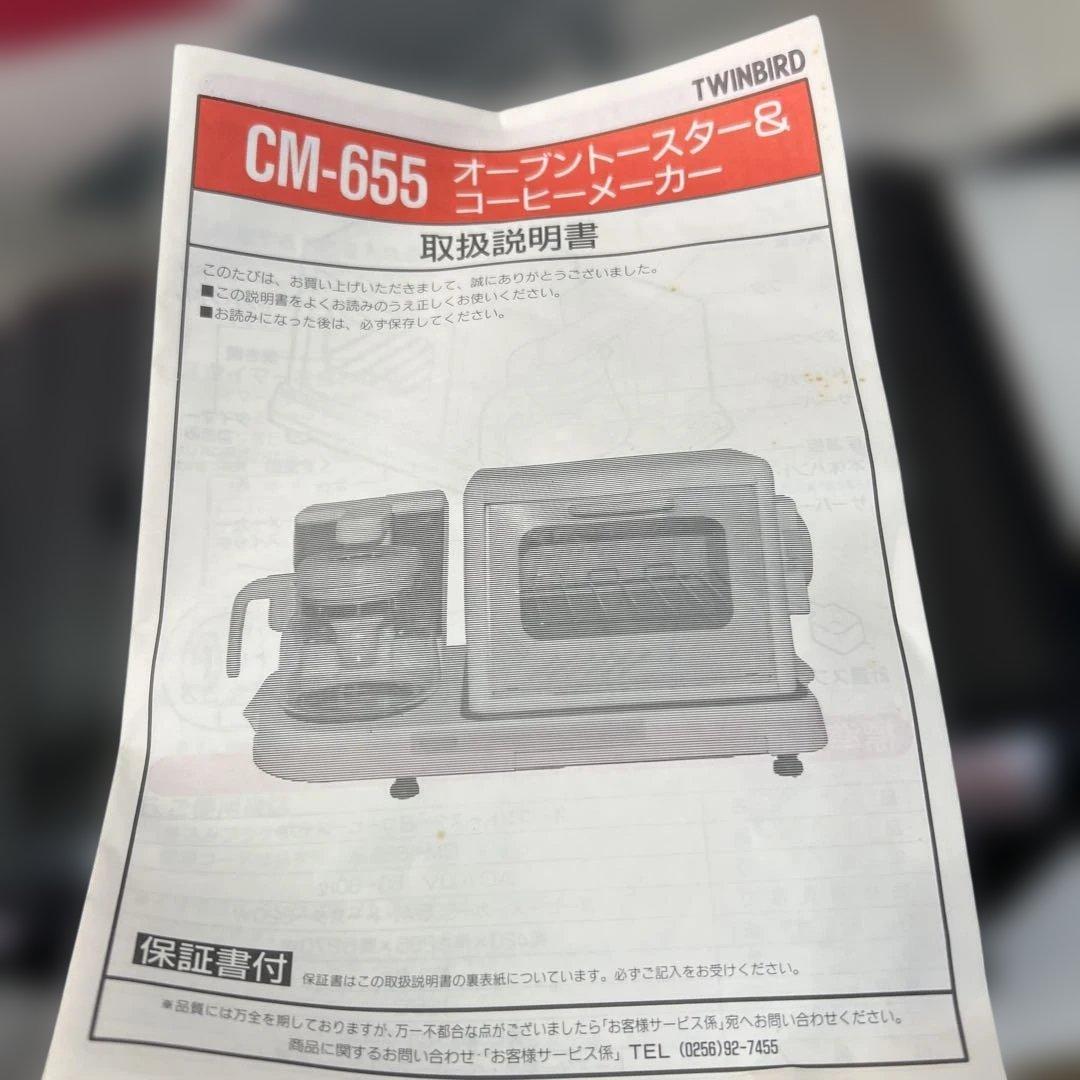 TWINBIRD
CM-655 オーブントースター&
コーヒーメーカー
取扱説明書
このたびは、お買い上げいただきまして、誠にありがとうございました。
■この説明書をよくお読みのうえ正しくお使いください。
■お読みになった後は、必ず保存してください。
保証書付 保証書はこの取扱説明書の裏表紙についています。必ずご記入をお受けください。
※品質には万全を期しておりますが、万一不都合な点がございましたら「お客様サービス係」宛へお問い合わせください。
商品に関するお問い合わせ・「お客様サービス係」 TEL (0256)92-7455